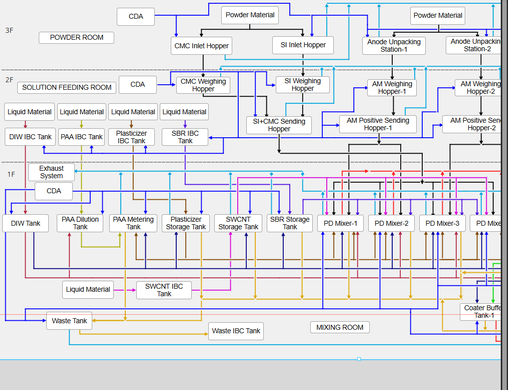 CDA
Powder Material
Powder Material
3F
POWDER ROOM
CMC Inlet Hopper
SI Inlet Hopper
Anode Unpacking
Station-1
Anode Unpackin
Station-2
2F
SOLUTION FEEDING ROOM
CDA
CMC Weighing
Hopper
SI Weighing
Hopper
AM Weighing
Hopper-1
AM Weighing
Hopper-2
Liquid Material
Liquid Material
Liquid Material
Liquid Material
SI+CMC Sending
Hopper
AM Positive Sending
Hopper-1
AM Positive Sen
Hopper-2
DIW IBC Tank
PAA IBC Tank
Plasticizer
IBC Tank
SBR IBC
Tank
1F
Exhaust
System
CDA
DIW Tank
PAA Dilution
Tank
PAA Metering
Tank
Plasticizer
Storage Tank
SWCNT
Storage Tank
SBR Storage
Tank
PD Mixer-1
PD Mixer-2
PD Mixer-3
PD Mixe
Liquid Material
SWCNT IBC
Tank
Coater Buffe
Tank-1
Waste Tank
Waste IBC Tank
MIXING ROOM